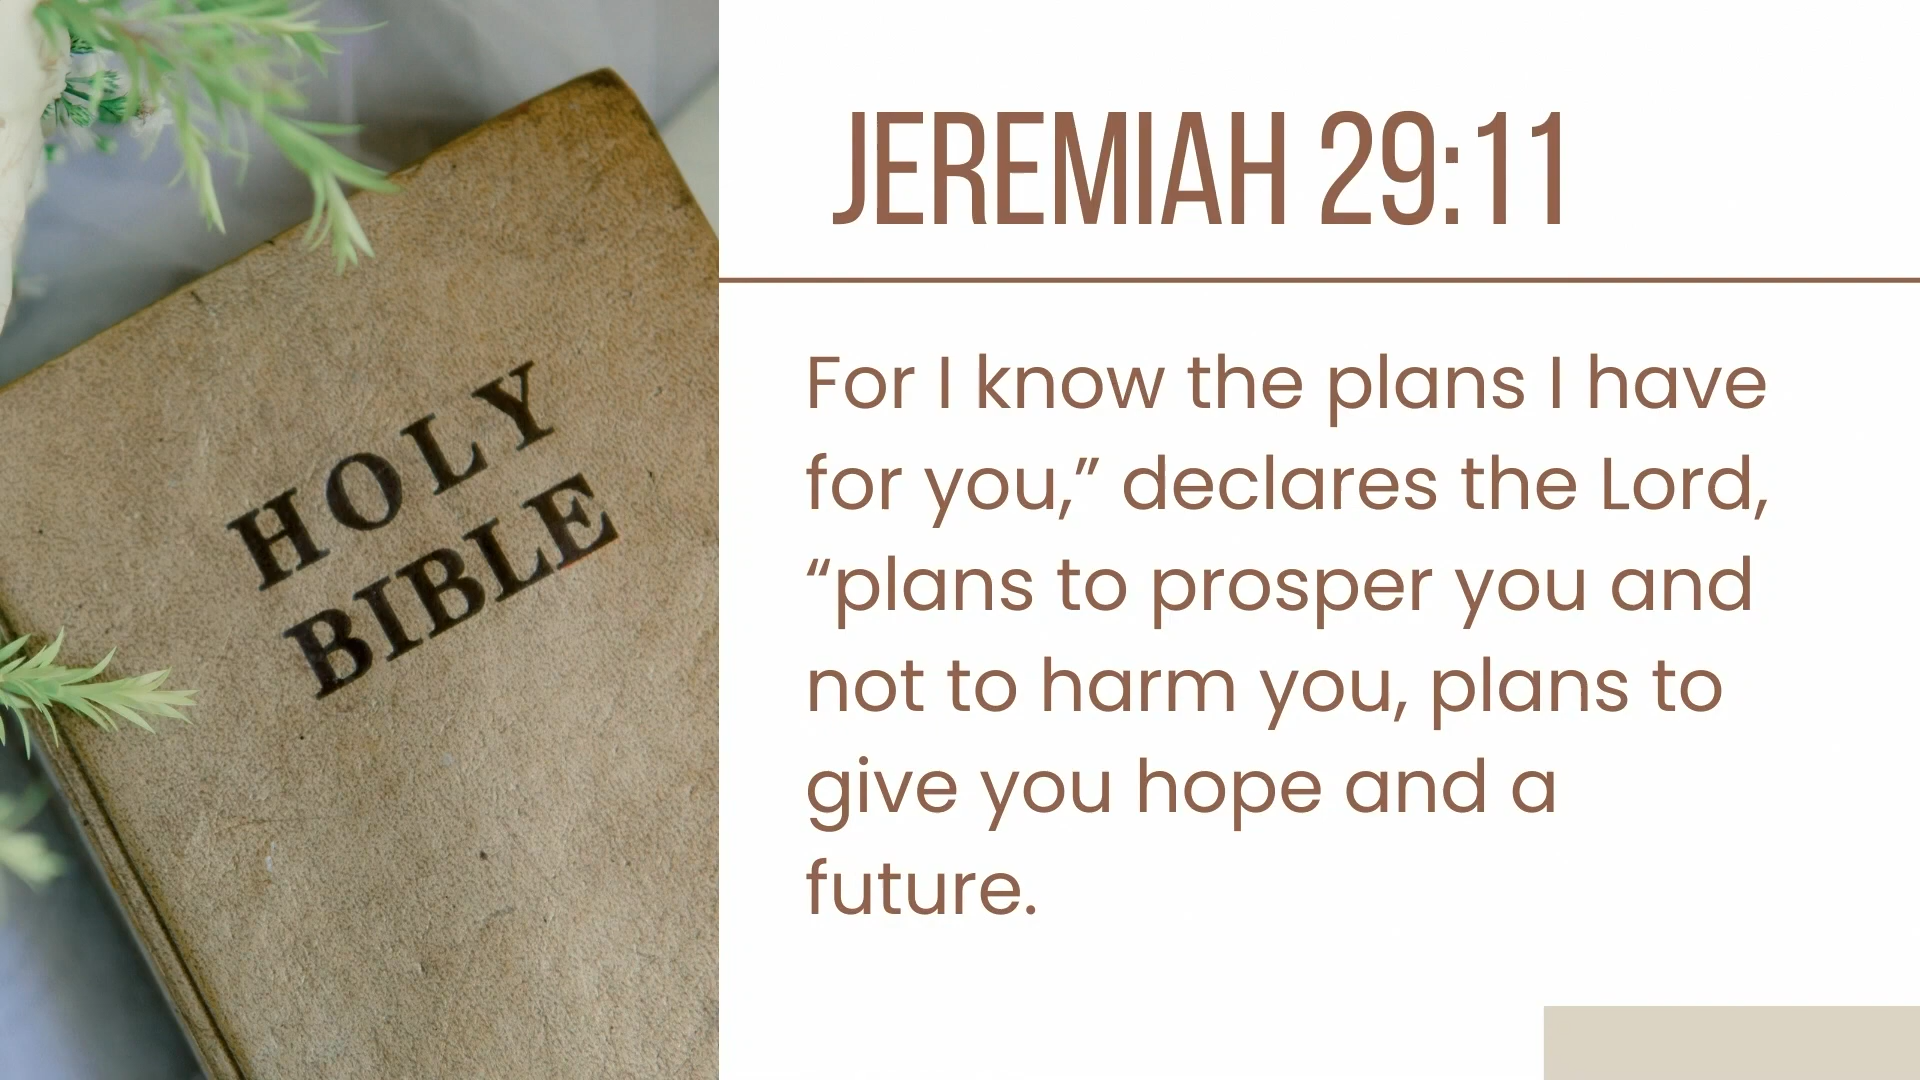 HOLY
BIBLE
JEREMIAH 29:11
For I know the plans I have
for you,” declares the Lord,
“plans to prosper you and
not to harm you, plans to
give you hope and a
future.